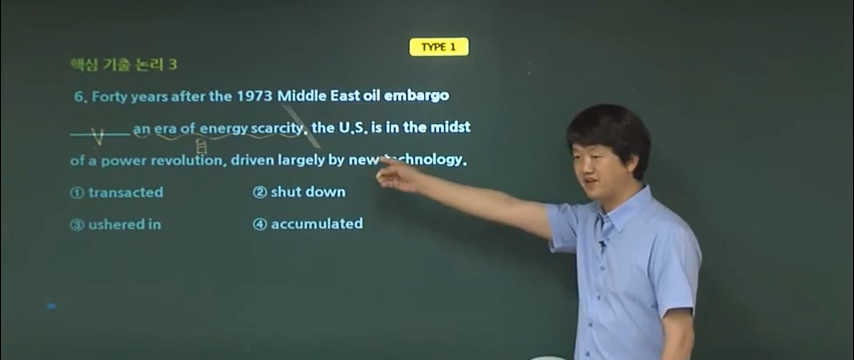 TYPE 1
핵심 기출 논리 3
6. Forty years after the 1973 Middle East oil embargo
______ an era of energy scarcity, the U.S. is in the midst
V
목
of a power revolution, driven largely by new technology.
① transacted ② shut down
③ ushered in ④ accumulated